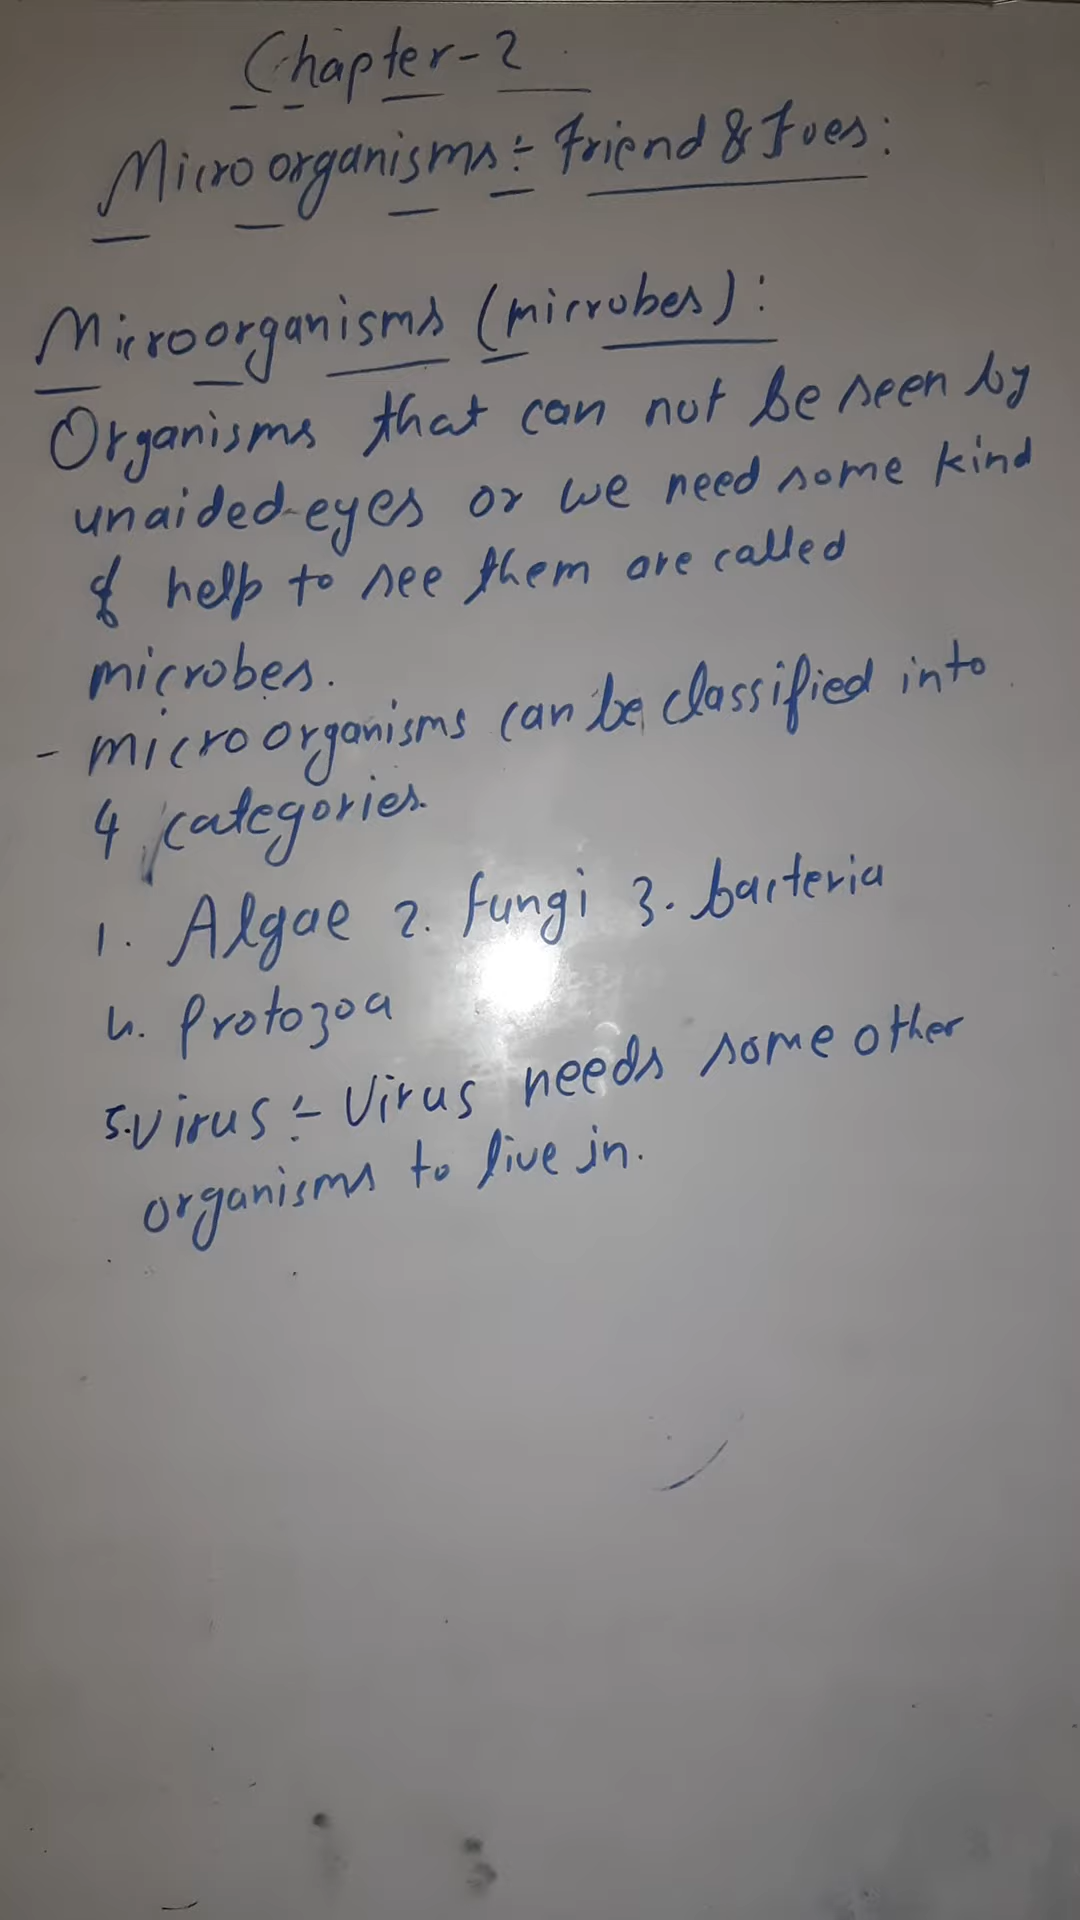 Chapter-2
Microorganisms:- Friend & Foes:
Microorganisms (microbes):
Organisms that can not be seen by
unaided eyes or we need some kind
of help to see them are called
microbes.
- microorganisms can be classified into
4 categories.
1. Algae 2. fungi 3. bacteria
4. Protozoa
5. Virus:- Virus needs some other
organisms to live in.